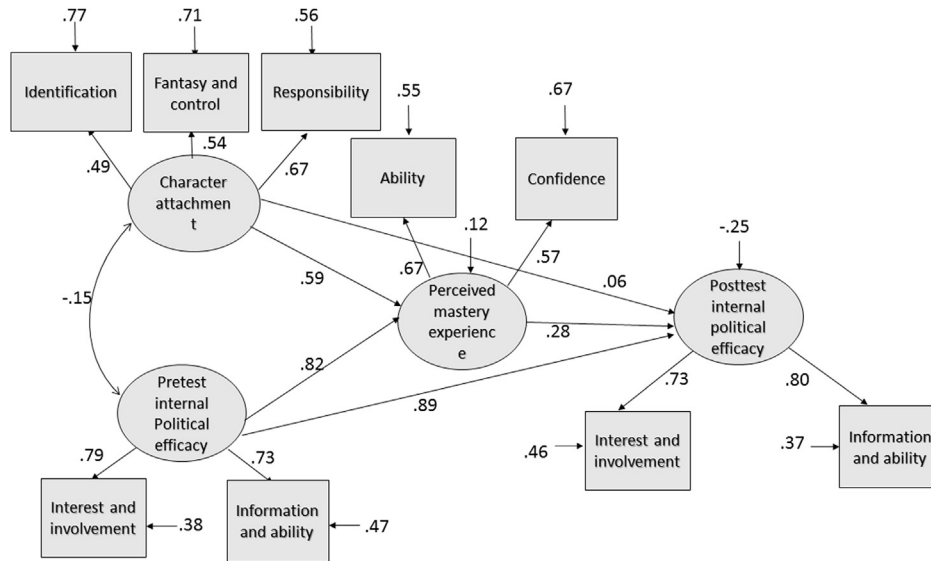 .77
.71
.56
Identification
Fantasy and
control
Responsibility
.55
.67
Ability
Confidence
.49
.54
.67
Character
attachmen
t
.12
-.25
.67
.57
.59
.06
Perceived
mastery
experienc
e
Posttest
internal
political
efficacy
-.15
.28
.82
.89
.73
.80
Pretest
internal
Political
efficacy
.79
.73
.46
Interest and
involvement
.37
Information
and ability
Interest and
involvement
.38
Information
and ability
.47